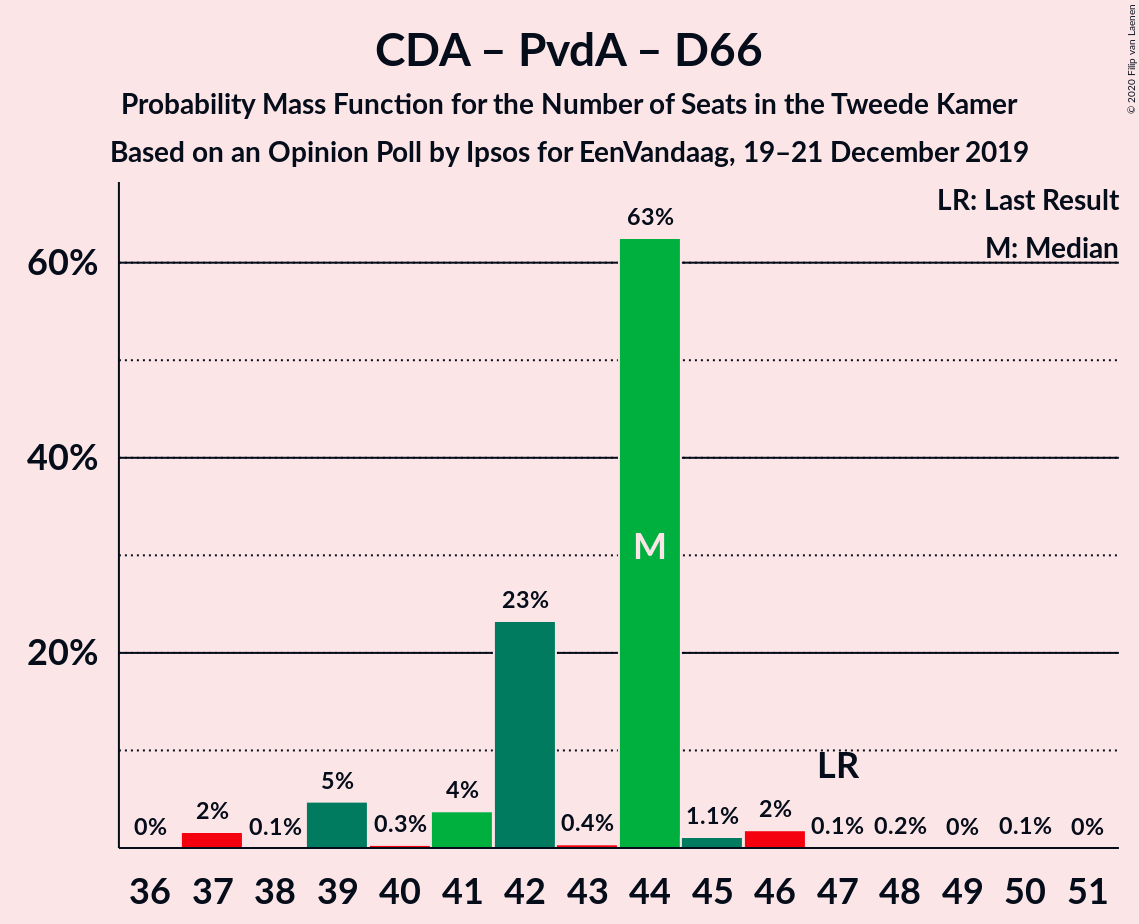 CDA – PvdA – D66
Probability Mass Function for the Number of Seats in the Tweede Kamer
Based on an Opinion Poll by Ipsos for EenVandaag, 19–21 December 2019
© 2020 Filip van Laenen
LR: Last Result
M: Median
60%
40%
20%
0%
2%
0.1%
5%
0.3%
4%
23%
0.4%
63%
M
1.1%
2%
LR
0.1%
0.2%
0%
0.1%
0%
36 37 38 39 40 41 42 43 44 45 46 47 48 49 50 51